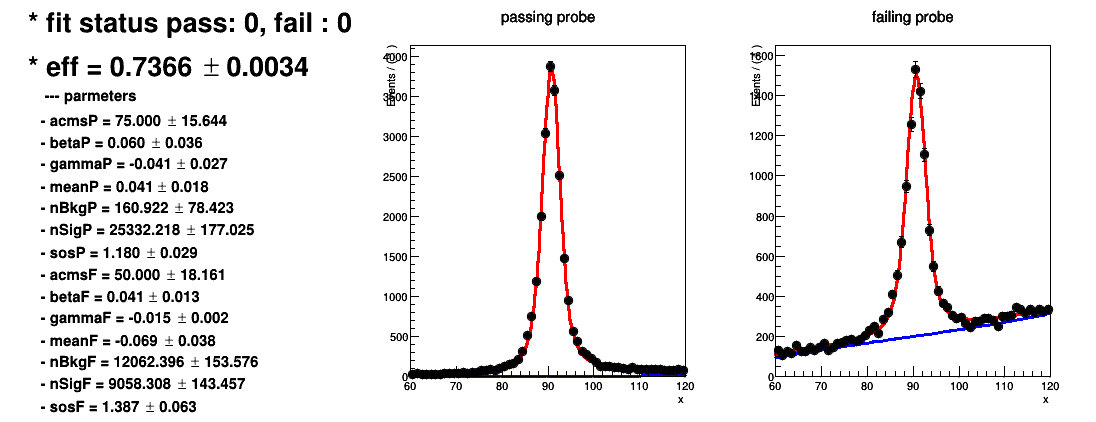 * fit status pass: 0, fail : 0
* eff = 0.7366 ± 0.0034
--- parmeters
- acmsP = 75.000 ± 15.644
- betaP = 0.060 ± 0.036
- gammaP = -0.041 ± 0.027
- meanP = 0.041 ± 0.018
- nBkgP = 160.922 ± 78.423
- nSigP = 25332.218 ± 177.025
- sosP = 1.180 ± 0.029
- acmsF = 50.000 ± 18.161
- betaF = 0.041 ± 0.013
- gammaF = -0.015 ± 0.002
- meanF = -0.069 ± 0.038
- nBkgF = 12062.396 ± 153.576
- nSigF = 9058.308 ± 143.457
- sosF = 1.387 ± 0.063
passing probe
Events /
4000
3500
3000
2500
2000
1500
1000
500
0
60 70 80 90 100 110 120
x
failing probe
Events /
1600
1400
1200
1000
800
600
400
200
0
60 70 80 90 100 110 120
x